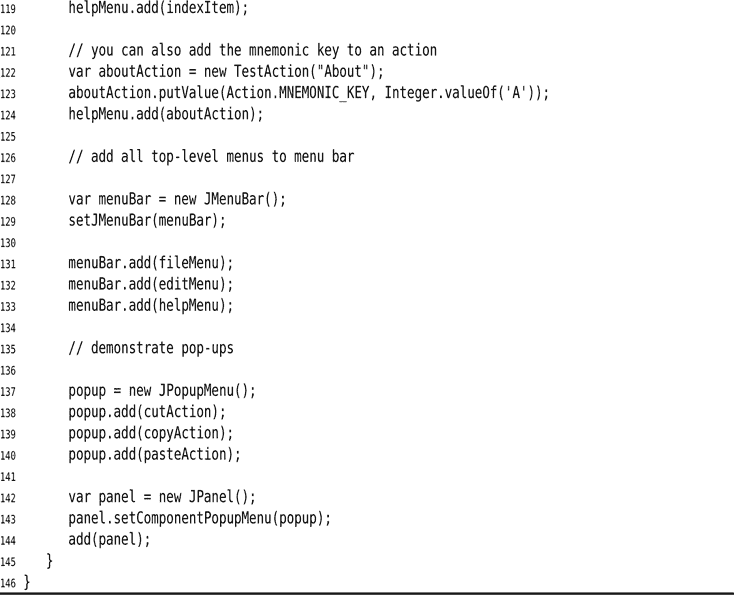 119       helpMenu.add(indexItem);
120
121       // you can also add the mnemonic key to an action
122       var aboutAction = new TestAction("About");
123       aboutAction.putValue(Action.MNEMONIC_KEY, Integer.valueOf('A'));
124       helpMenu.add(aboutAction);
125
126       // add all top-level menus to menu bar
127
128       var menuBar = new JMenuBar();
129       setJMenuBar(menuBar);
130
131       menuBar.add(fileMenu);
132       menuBar.add(editMenu);
133       menuBar.add(helpMenu);
134
135       // demonstrate pop-ups
136
137       popup = new JPopupMenu();
138       popup.add(cutAction);
139       popup.add(copyAction);
140       popup.add(pasteAction);
141
142       var panel = new JPanel();
143       panel.setComponentPopupMenu(popup);
144       add(panel);
145    }
146 }